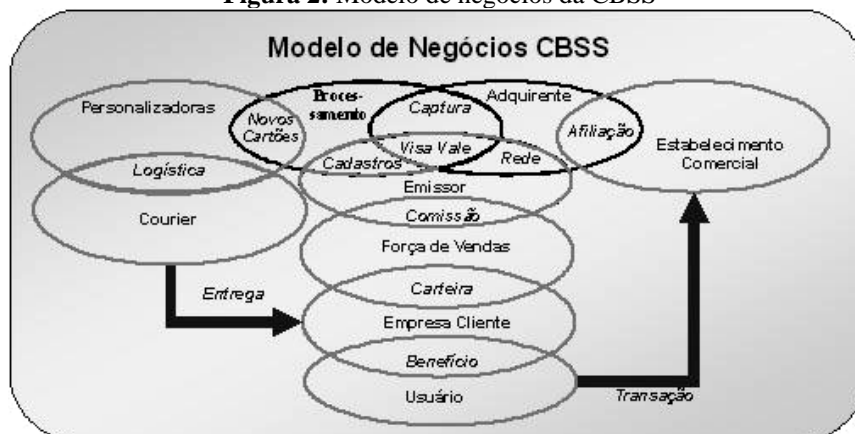 Figura 2: Modelo de negócios da CBSS
Modelo de Negócios CBSS
Personalizadoras
Proces-
samento
Captura
Adquirente
Novos
Cartões
Afiliação
Estabelecimento
Comercial
Visa Vale
Cadastros
Rede
Logística
Emissor
Courier
Comissão
Força de Vendas
Entrega
Carteira
Empresa Cliente
Benefício
Usuário
Transação